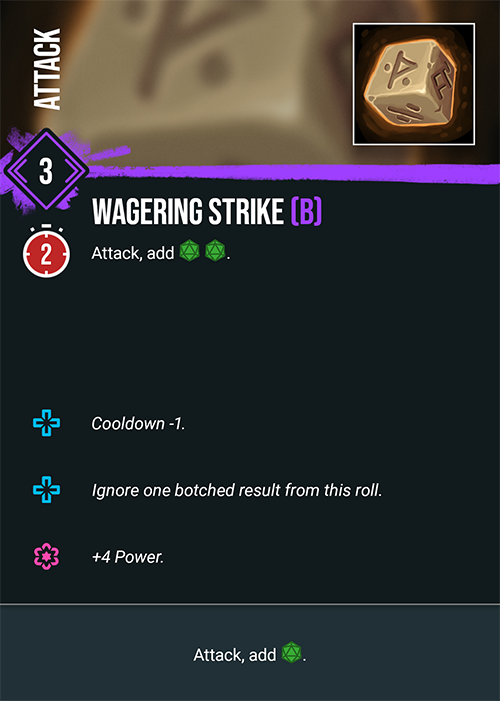 ATTACK
3
WAGERING STRIKE (B)
2
Attack, add .
Cooldown -1.
Ignore one botched result from this roll.
+4 Power.
Attack, add .